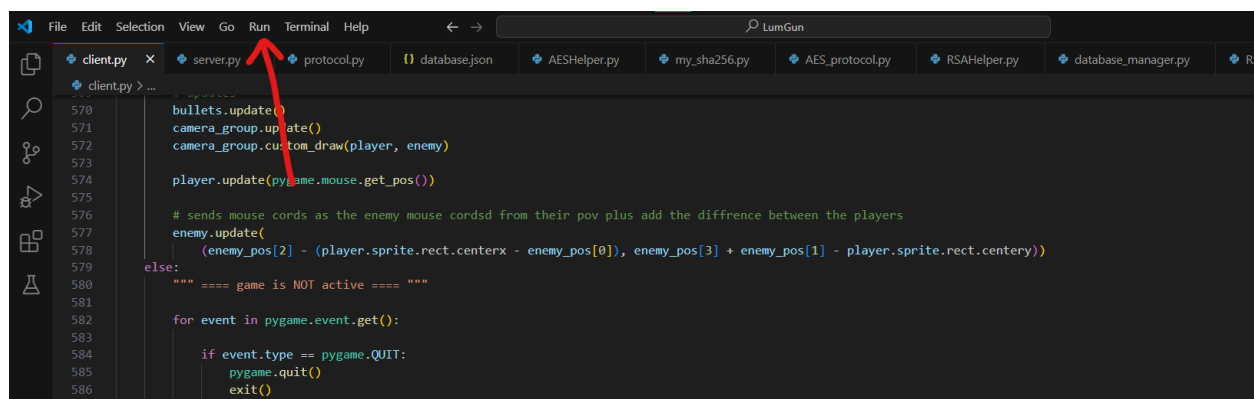 File Edit Selection View Go Run Terminal Help
LumGun
client.py
server.py
protocol.py
{} database.json
AESHelper.py
my_sha256.py
AES_protocol.py
RSAHelper.py
database_manager.py
R
client.py > ...
570 bullets.update()
571 camera_group.update()
572 camera_group.custom_draw(player, enemy)
573
574 player.update(pygame.mouse.get_pos())
575
576 # sends mouse cords as the enemy mouse cordsd from their pov plus add the diffrence between the players
577 enemy.update(
578 (enemy_pos[2] - (player.sprite.rect.centerx - enemy_pos[0]), enemy_pos[3] + enemy_pos[1] - player.sprite.rect.centery))
579 else:
580 """ ==== game is NOT active ==== """
581
582 for event in pygame.event.get():
583
584 if event.type == pygame.QUIT:
585 pygame.quit()
586 exit()